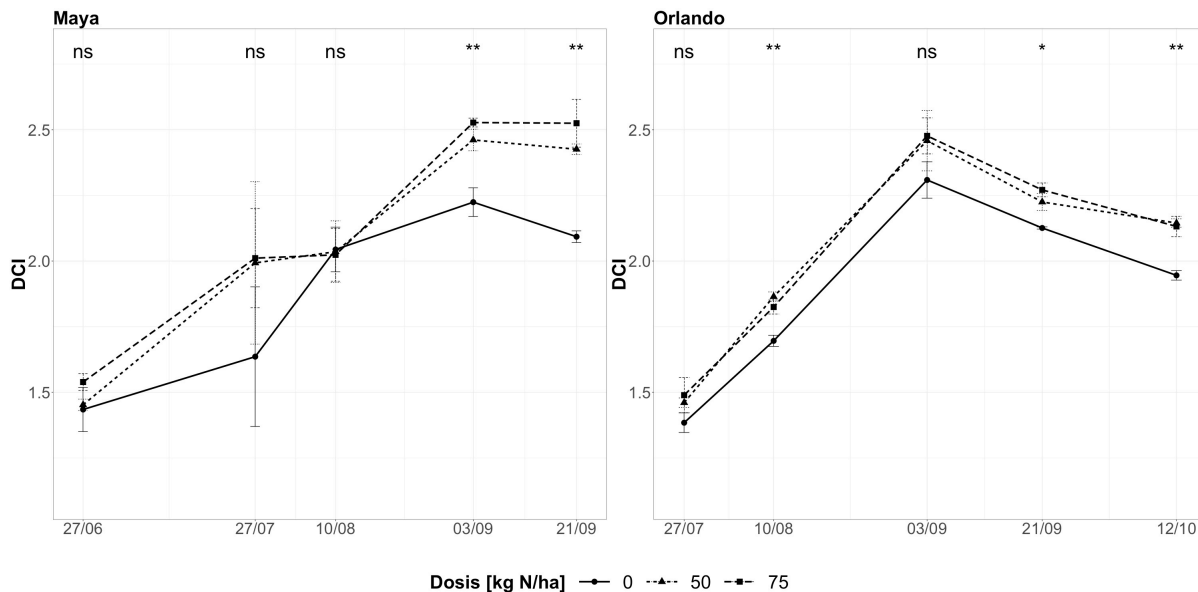 Maya
ns ns ns ** **
DCI
2.5
2.0
1.5
27/06 27/07 10/08 03/09 21/09
Orlando
ns ** ns * **
DCI
2.5
2.0
1.5
27/07 10/08 03/09 21/09 12/10
Dosis [kg N/ha] 0 50 75